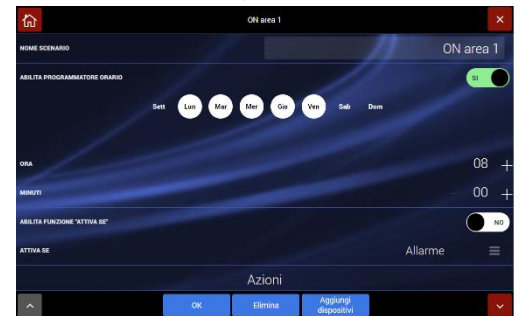 ON area 1
NOME SCENARIO ON area 1
ABILITA PROGRAMMATORE ORARIO SI
Sett Lun Mar Mer Gio Ven Sab Dom
ORA 08 +
MINUTI - 00 +
ABILITA FUNZIONE "ATTIVA SE" NO
ATTIVA SE Allarme
Azioni
OK Elimina Aggiungi dispositivi